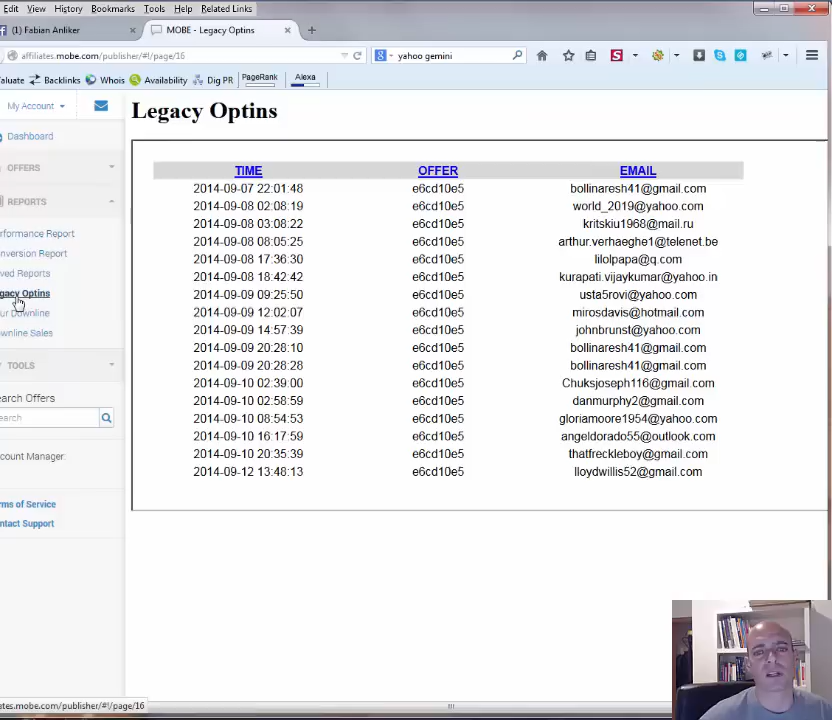 Edit View History Bookmarks Tools Help Related Links
(1) Fabian Anliker
MOBE - Legacy Optins
affiliates.mobe.com/publisher/#!/page/16
yahoo gemini
aluate Backlinks Whois Availability Dig PR PageRank Alexa
My Account
Dashboard
OFFERS
REPORTS
rformance Report
nversion Report
ved Reports
gacy Optins
ur Downline
wnline Sales
TOOLS
earch Offers
earch
count Manager:
rms of Service
ntact Support
Legacy Optins
TIME OFFER EMAIL
2014-09-07 22:01:48 e6cd10e5 bollinaresh41@gmail.com
2014-09-08 02:08:19 e6cd10e5 world_2019@yahoo.com
2014-09-08 03:08:22 e6cd10e5 kritskiu1968@mail.ru
2014-09-08 08:05:25 e6cd10e5 arthur.verhaeghe1@telenet.be
2014-09-08 17:36:30 e6cd10e5 lilolpapa@q.com
2014-09-08 18:42:42 e6cd10e5 kurapati.vijaykumar@yahoo.in
2014-09-09 09:25:50 e6cd10e5 usta5rovi@yahoo.com
2014-09-09 12:02:07 e6cd10e5 mirosdavis@hotmail.com
2014-09-09 14:57:39 e6cd10e5 johnbrunst@yahoo.com
2014-09-09 20:28:10 e6cd10e5 bollinaresh41@gmail.com
2014-09-09 20:28:28 e6cd10e5 bollinaresh41@gmail.com
2014-09-10 02:39:00 e6cd10e5 Chuksjoseph116@gmail.com
2014-09-10 02:58:59 e6cd10e5 danmurphy2@gmail.com
2014-09-10 08:54:53 e6cd10e5 gloriamoore1954@yahoo.com
2014-09-10 16:17:59 e6cd10e5 angeldorado55@outlook.com
2014-09-10 20:35:39 e6cd10e5 thatfreckleboy@gmail.com
2014-09-12 13:48:13 e6cd10e5 lloydwillis52@gmail.com
iates.mobe.com/publisher/#!/page/16